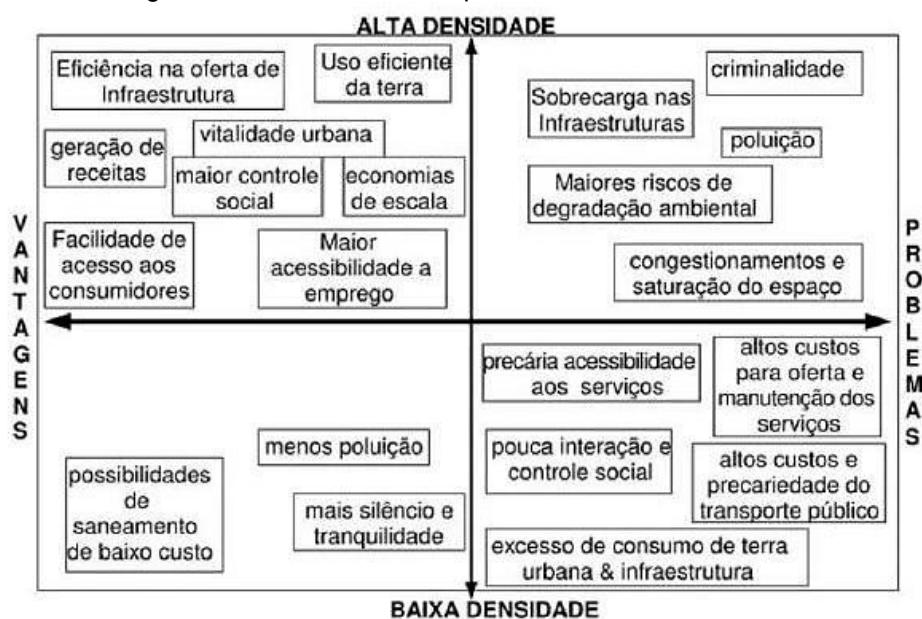 ALTA DENSIDADE
Eficiência na oferta de
Infraestrutura
Uso eficiente
da terra
vitalidade urbana
geração de
receitas
maior controle
social
economias
de escala
Facilidade de
acesso aos
consumidores
Maior
acessibilidade a
emprego
criminalidade
Sobrecarga nas
Infraestruturas
poluição
Maiores riscos de
degradação ambiental
congestionamentos e
saturação do espaço
VANTAGENS
PROBLEMAS
possibilidades
de
saneamento
de baixo custo
menos poluição
mais silêncio e
tranquilidade
precária acessibilidade
aos serviços
altos custos
para oferta e
manutenção dos
serviços
pouca interação e
controle social
altos custos e
precariedade do
transporte público
excesso de consumo de terra
urbana & infraestrutura
BAIXA DENSIDADE